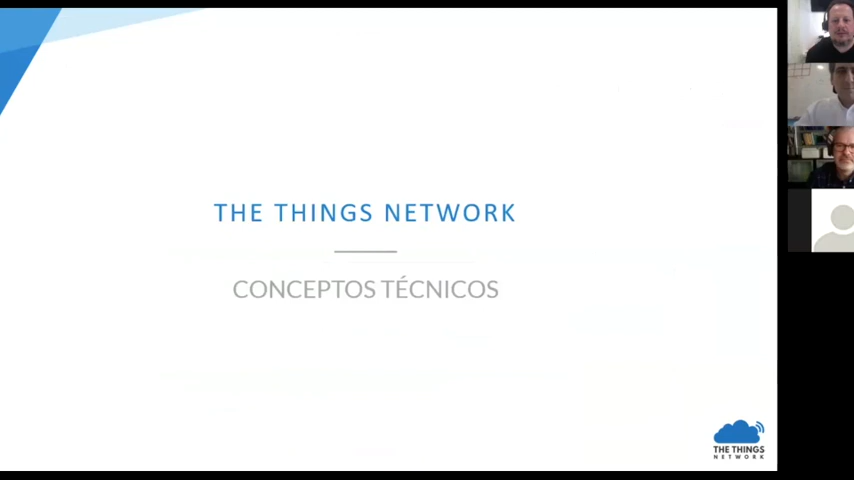 THE THINGS NETWORK
CONCEPTOS TÉCNICOS
THE THINGS
NETWORK